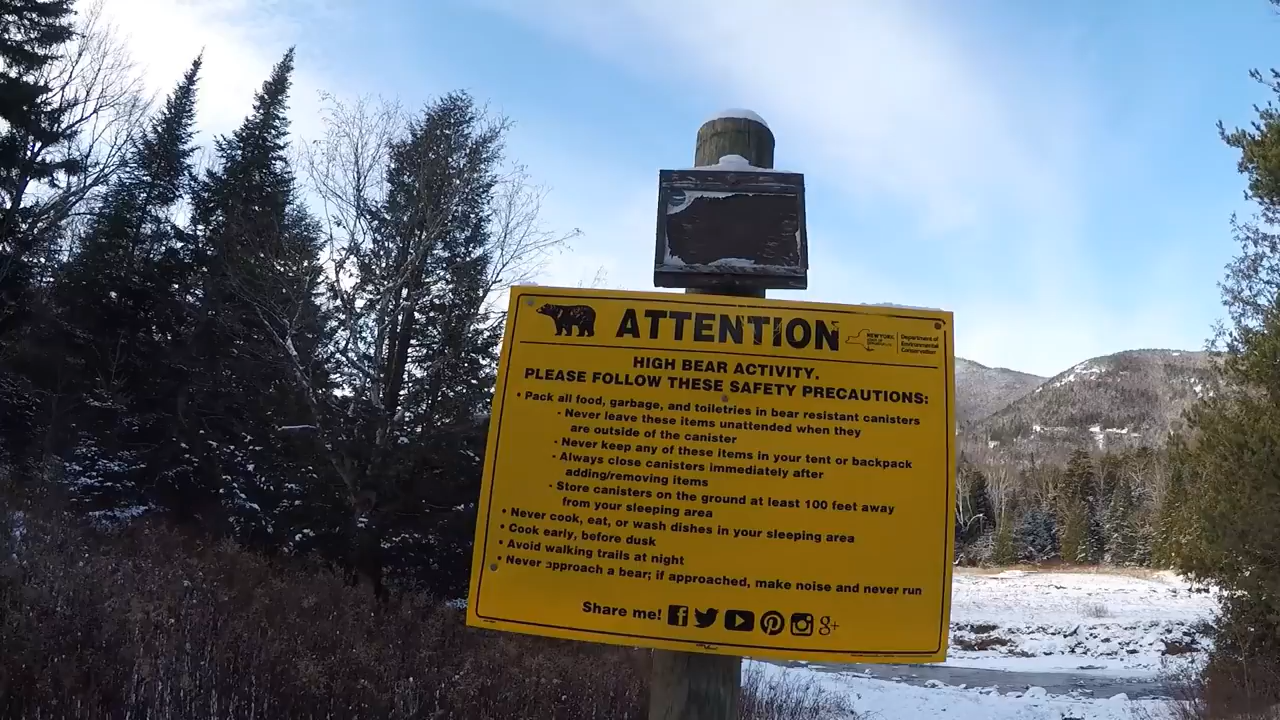 ATTENTION
NEW YORK
Department of
Environmental
Conservation
HIGH BEAR ACTIVITY.
PLEASE FOLLOW THESE SAFETY PRECAUTIONS:
• Pack all food, garbage, and toiletries in bear resistant canisters
- Never leave these items unattended when they
are outside of the canister
- Never keep any of these items in your tent or backpack
- Always close canisters immediately after
adding/removing items
- Store canisters on the ground at least 100 feet away
from your sleeping area
• Never cook, eat, or wash dishes in your sleeping area
• Cook early, before dusk
• Avoid walking trails at night
• Never approach a bear; if approached, make noise and never run
Share me! g+